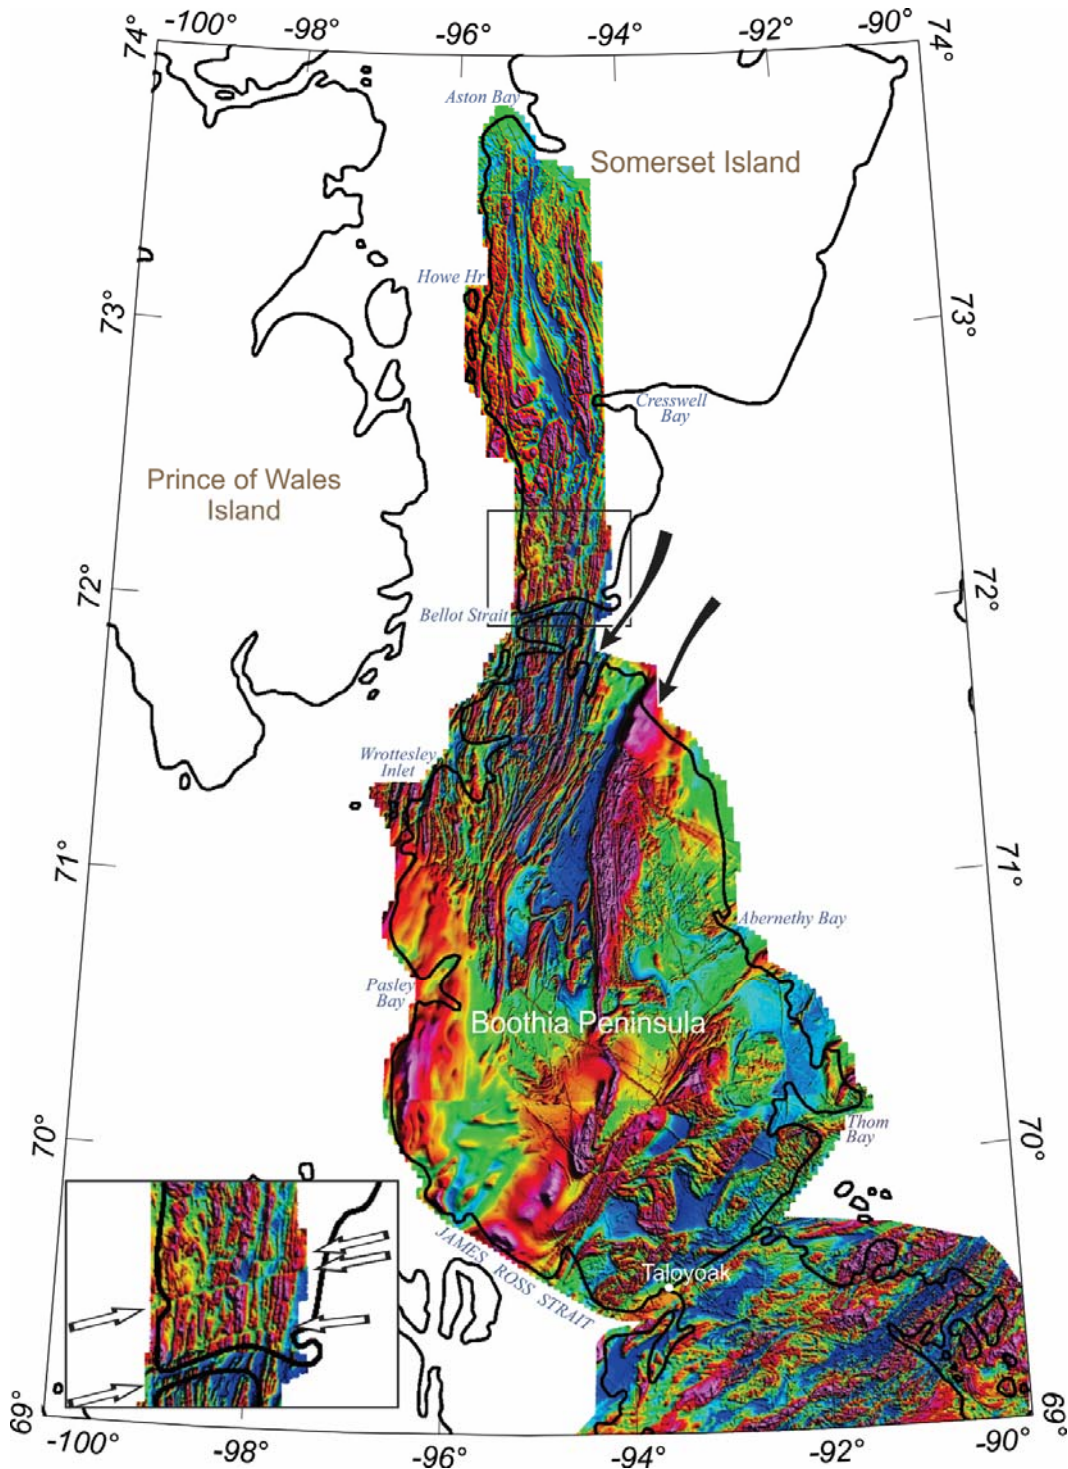 -100° -98° -96° -94° -92° -90°
74° 74°
Aston Bay
Somerset Island
Howe Hr
73° 73°
Cresswell
Bay
Prince of Wales
Island
72° 72°
Bellot Strait
Wrottesley
Inlet
71° 71°
Abernethy Bay
Pasley
Bay
Boothia Peninsula
Thom
Bay
70° 70°
JAMES ROSS STRAIT
Taloyoak
69° 69°
-100° -98° -96° -94° -92° -90°